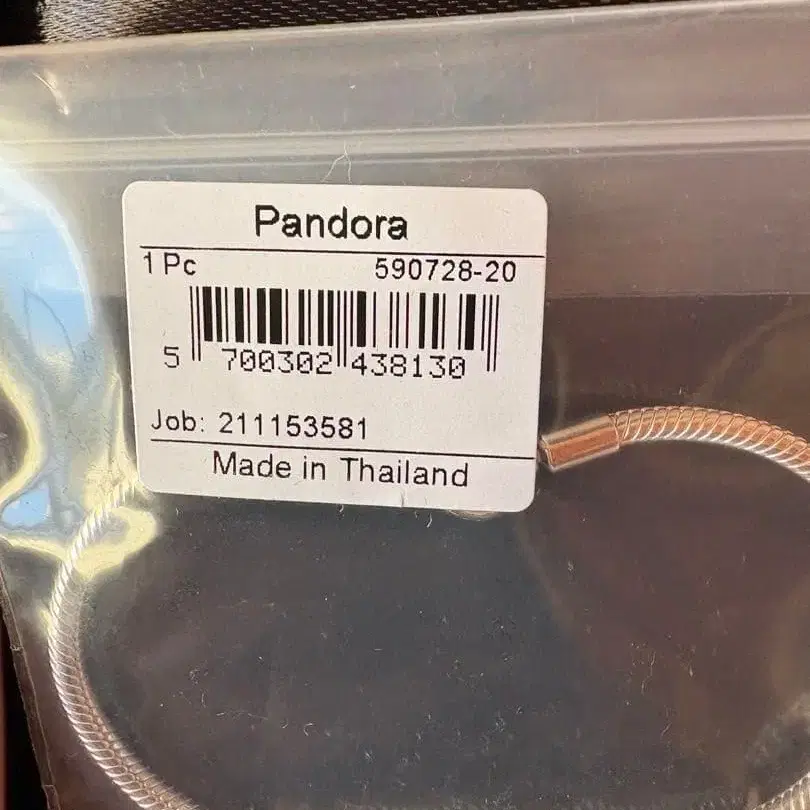 Pandora
1 Pc 590728-20
5 700302 438130
Job: 211153581
Made in Thailand